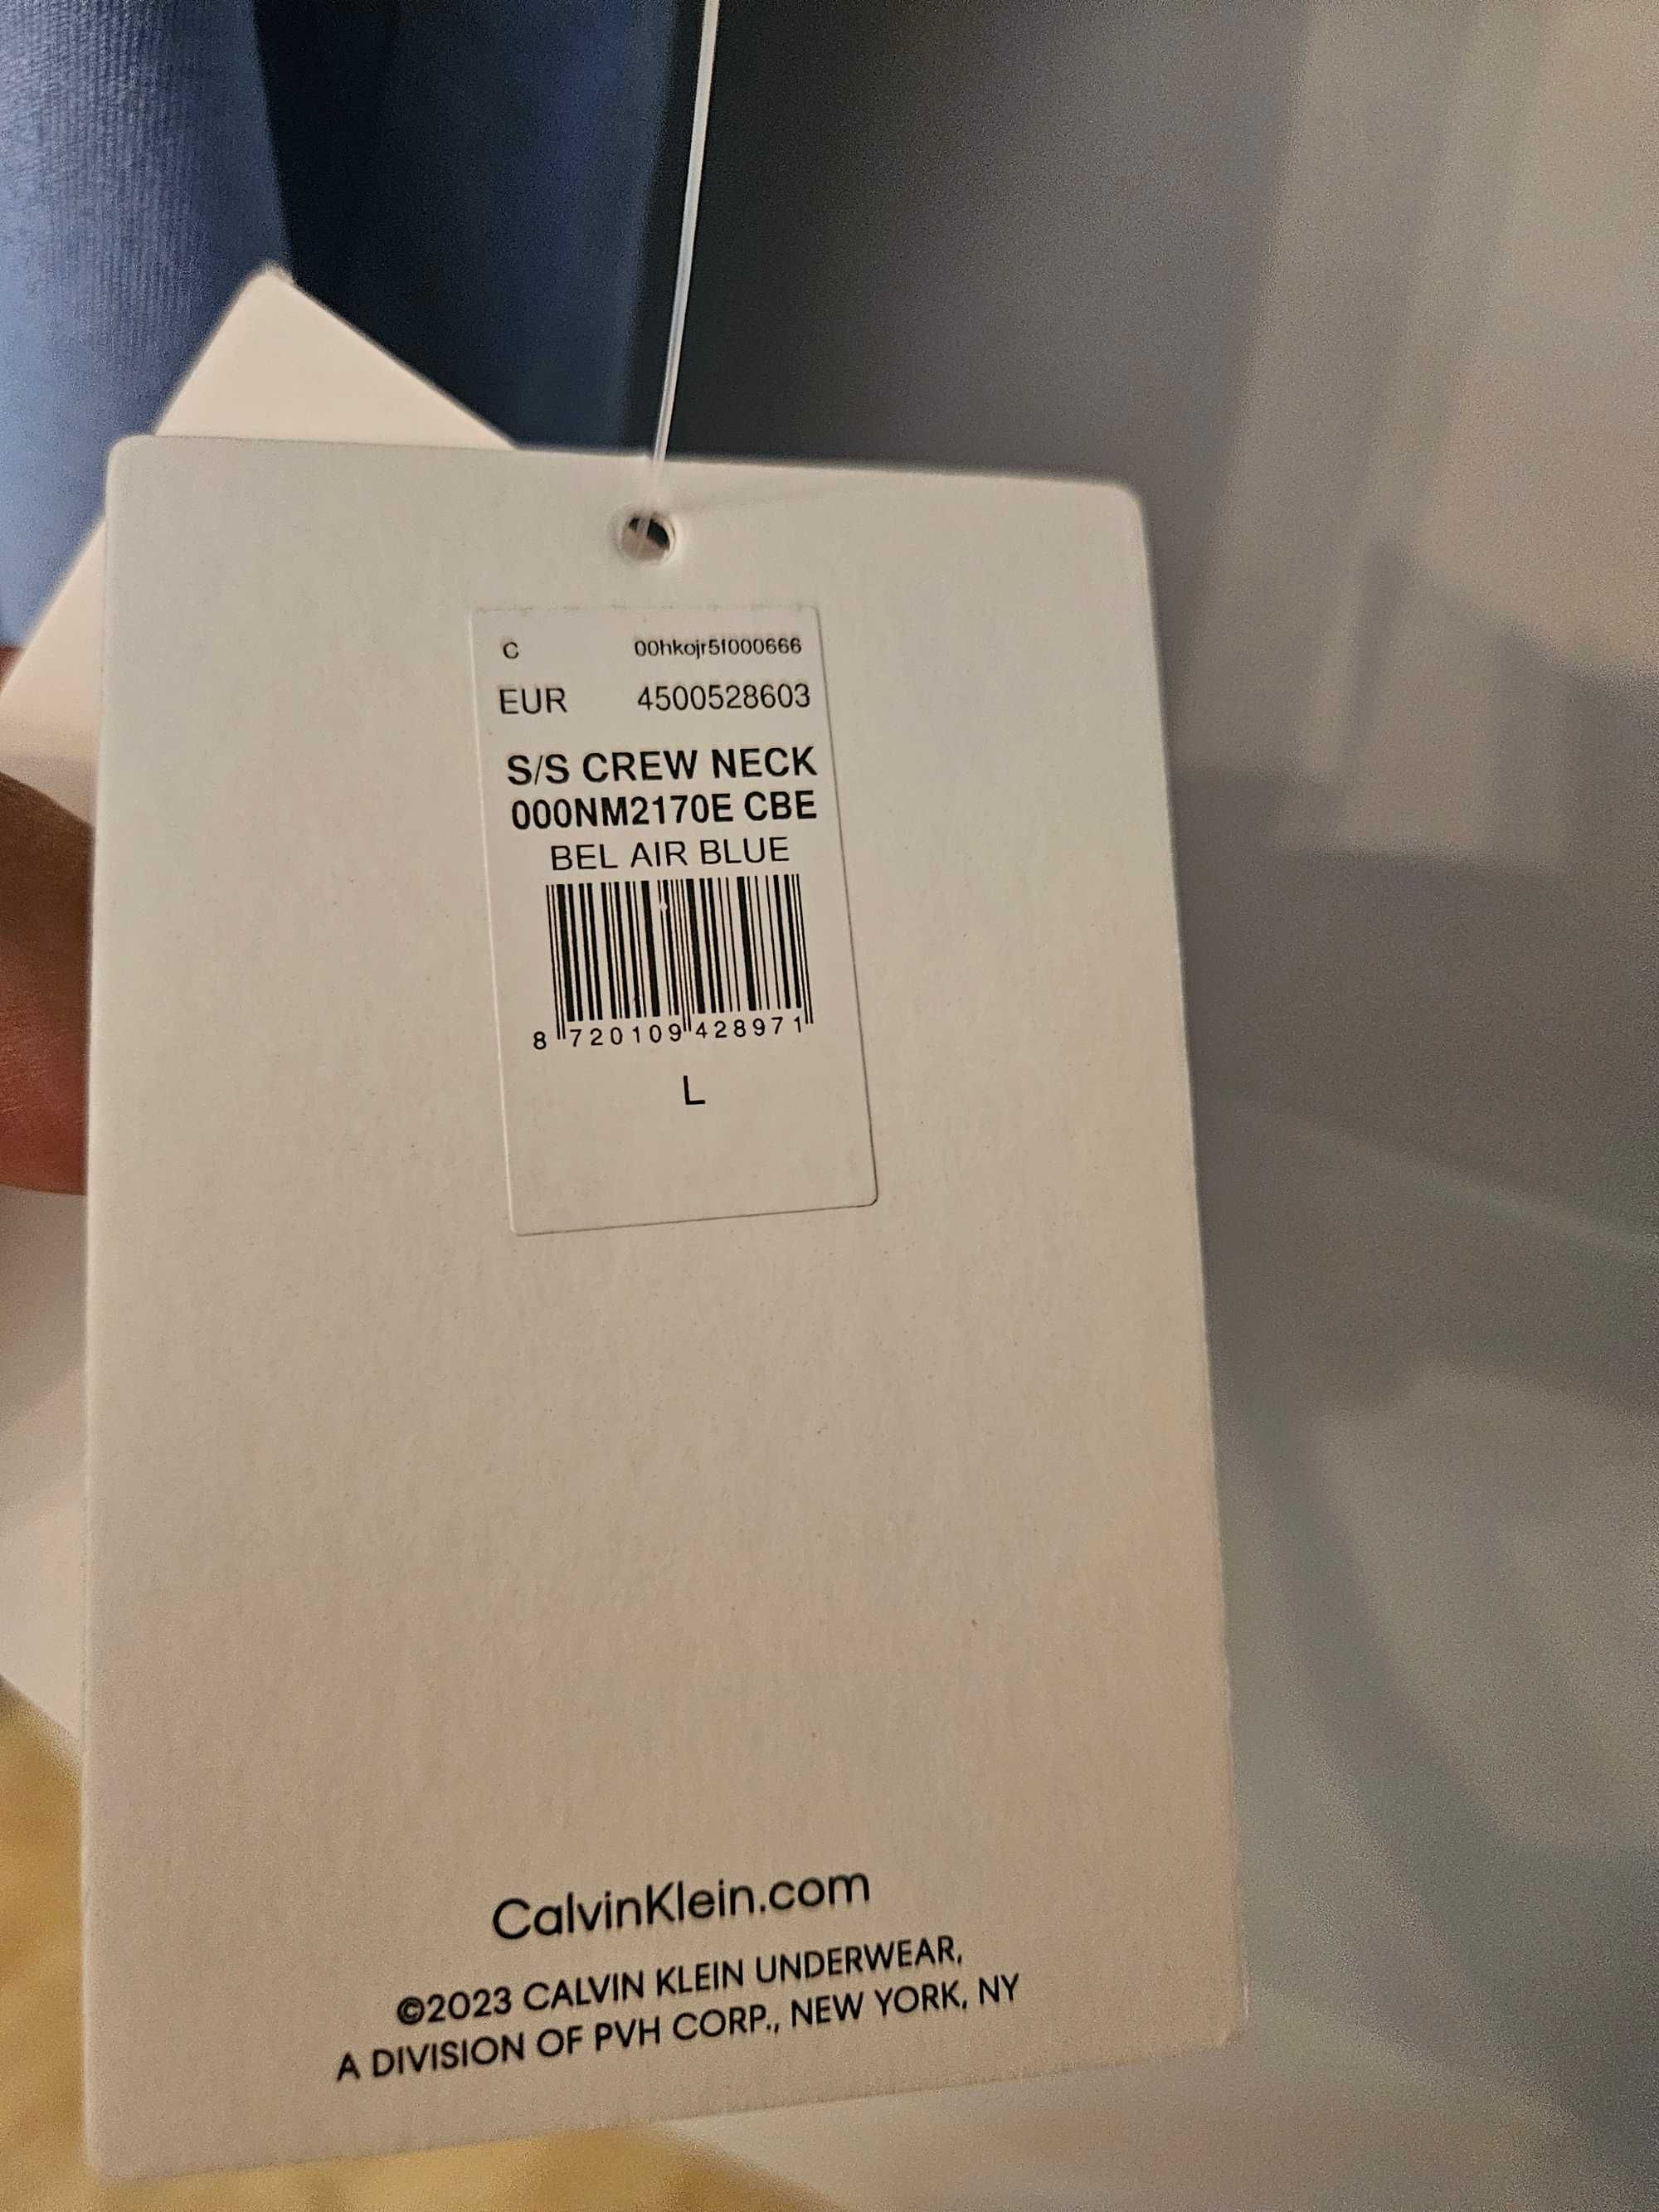 C 00hkojr5f000666
EUR 4500528603
S/S CREW NECK
000NM2170E CBE
BEL AIR BLUE
8 720109 428971
L
CalvinKlein.com
©2023 CALVIN KLEIN UNDERWEAR,
A DIVISION OF PVH CORP., NEW YORK, NY